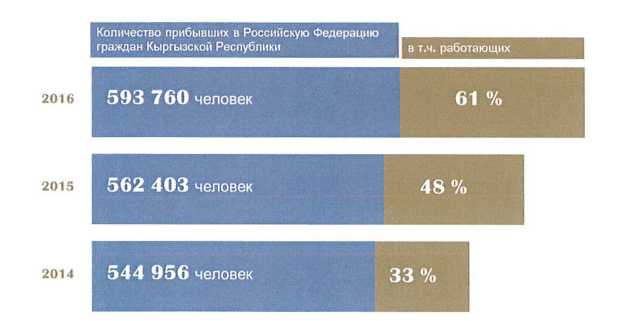 Количество прибывших в Российскую Федерацию
граждан Кыргызской Республики
в т.ч. работающих
2016 593 760 человек 61 %
2015 562 403 человек 48 %
2014 544 956 человек 33 %